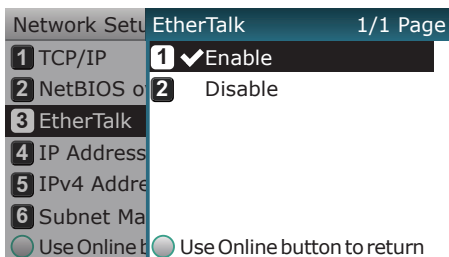 Network Setu
1 TCP/IP
2 NetBIOS o
3 EtherTalk
4 IP Address
5 IPv4 Addre
6 Subnet Ma
Use Online b
EtherTalk 1/1 Page
1 ✔Enable
2 Disable
Use Online button to return